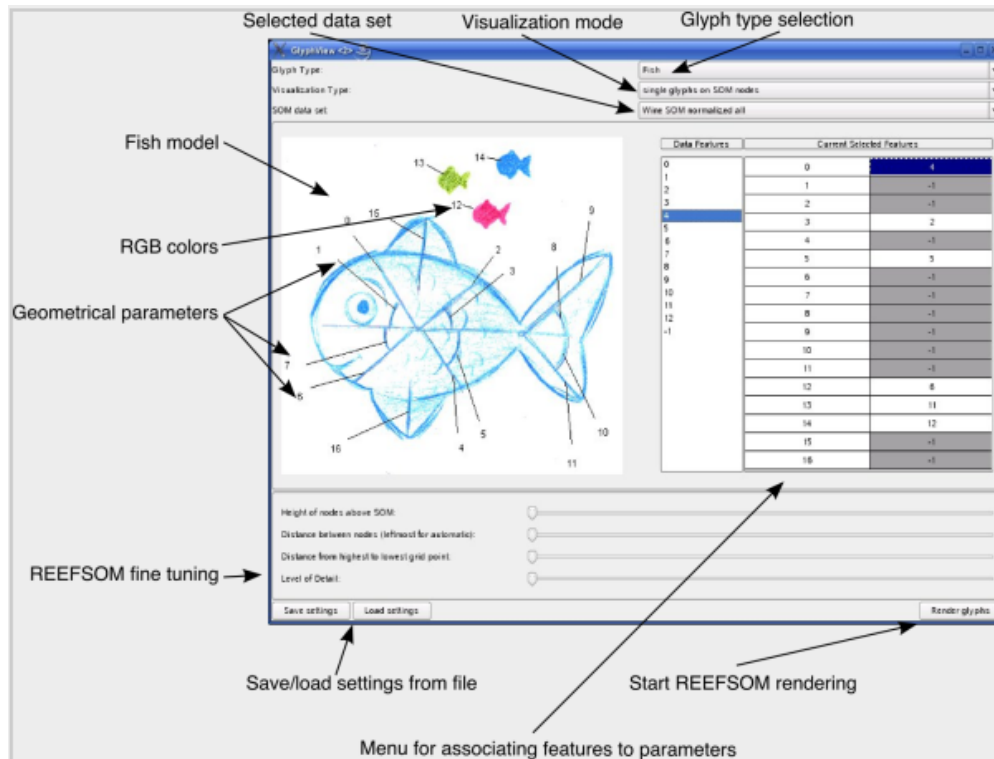 Selected data set
Visualization mode
Glyph type selection
GlyphView <2>
Glyph Type:
Fish
Visualization Type:
single glyphs on SOM nodes
SOM data set:
Wine SOM normalized all
Fish model
RGB colors
Geometrical parameters
13
14
12
0
15
1
2
3
8
9
7
6
16
4
5
10
11
Data Features
Current Selected Features
0
1
2
3
4
5
6
7
8
9
10
11
12
-1
0 4
1 -1
2 -1
3 2
4 -1
5 3
6 -1
7 -1
8 -1
9 -1
10 -1
11 -1
12 6
13 11
14 12
15 -1
16 -1
Height of nodes above SOM:
Distance between nodes (leftmost for automatic):
Distance from highest to lowest grid point:
Level of Detail:
REEFSOM fine tuning
Save settings
Load settings
Render glyphs
Save/load settings from file
Start REEFSOM rendering
Menu for associating features to parameters